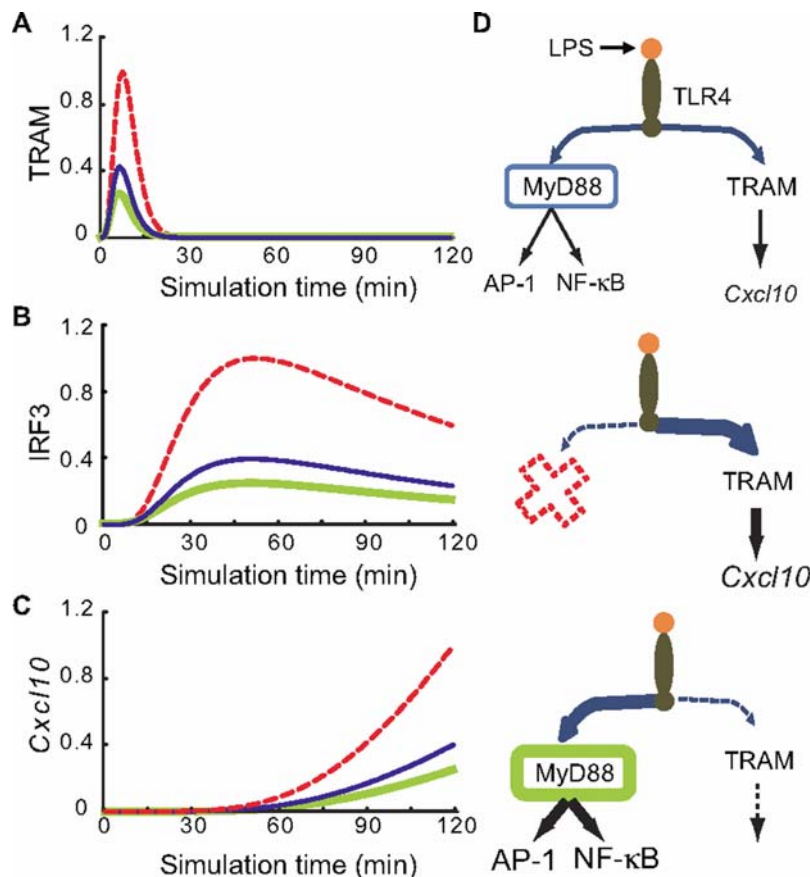 A
TRAM
1.2
0.8
0.4
0
0
30
60
90
120
Simulation time (min)
B
IRF3
1.2
0.8
0.4
0
0
30
60
90
120
Simulation time (min)
C
Cxcl10
1.2
0.8
0.4
0
0
30
60
90
120
Simulation time (min)
D
LPS
TLR4
MyD88
TRAM
AP-1
NF-κB
Cxcl10
TRAM
Cxcl10
MyD88
TRAM
AP-1
NF-κB